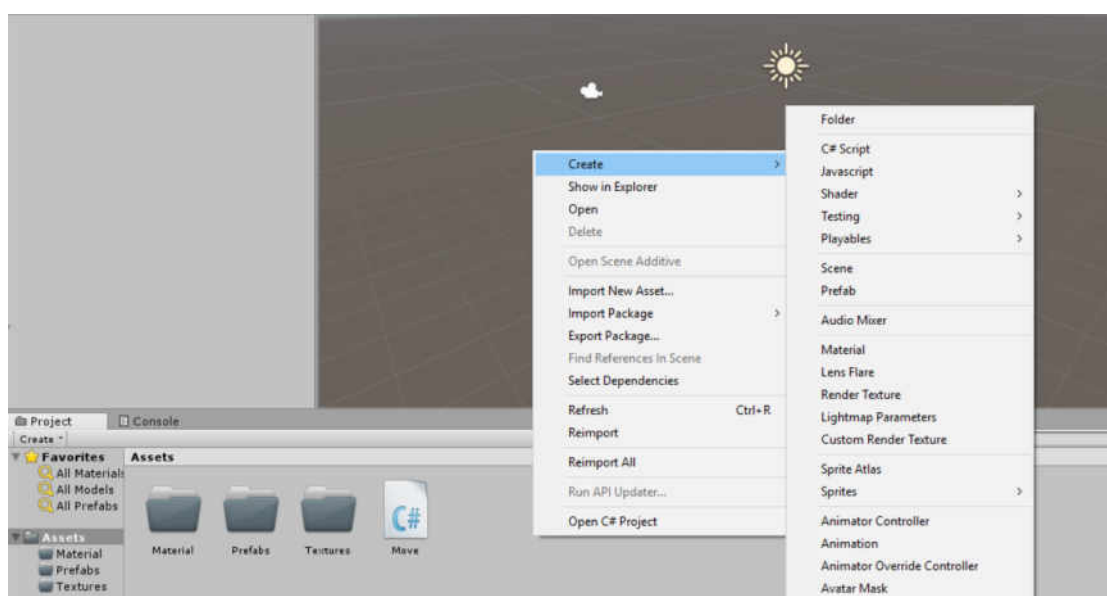 Create
Show in Explorer
Open
Delete
Open Scene Additive
Import New Asset...
Import Package
Export Package...
Find References In Scene
Select Dependencies
Refresh Ctrl+R
Reimport
Reimport All
Run API Updater...
Open C# Project
Folder
C# Script
Javascript
Shader
Testing
Playables
Scene
Prefab
Audio Mixer
Material
Lens Flare
Render Texture
Lightmap Parameters
Custom Render Texture
Sprite Atlas
Sprites
Animator Controller
Animation
Animator Override Controller
Avatar Mask
Project Console
Create
Favorites
All Materials
All Models
All Prefabs
Assets
Material
Prefabs
Textures
Assets
C#
Material Prefabs Textures Move